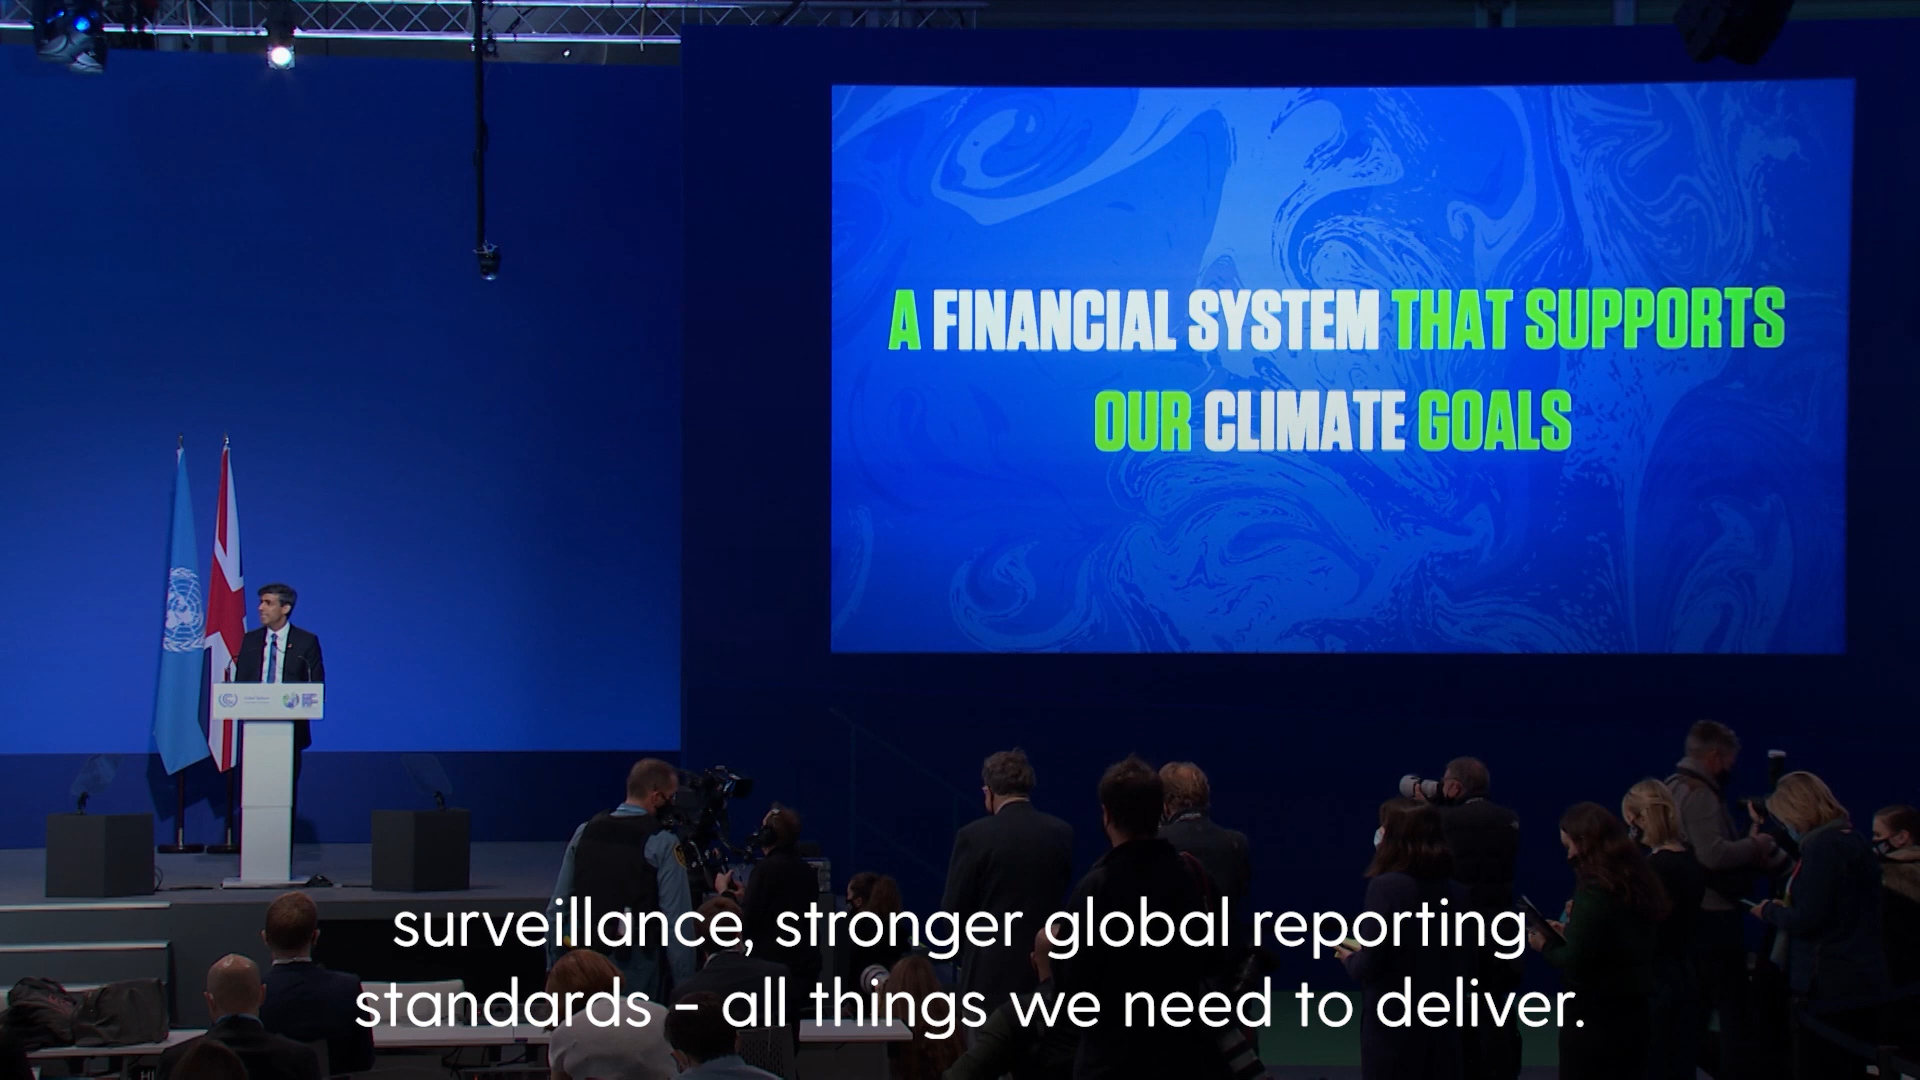 A FINANCIAL SYSTEM THAT SUPPORTS
OUR CLIMATE GOALS
surveillance, stronger global reporting
standards - all things we need to deliver.